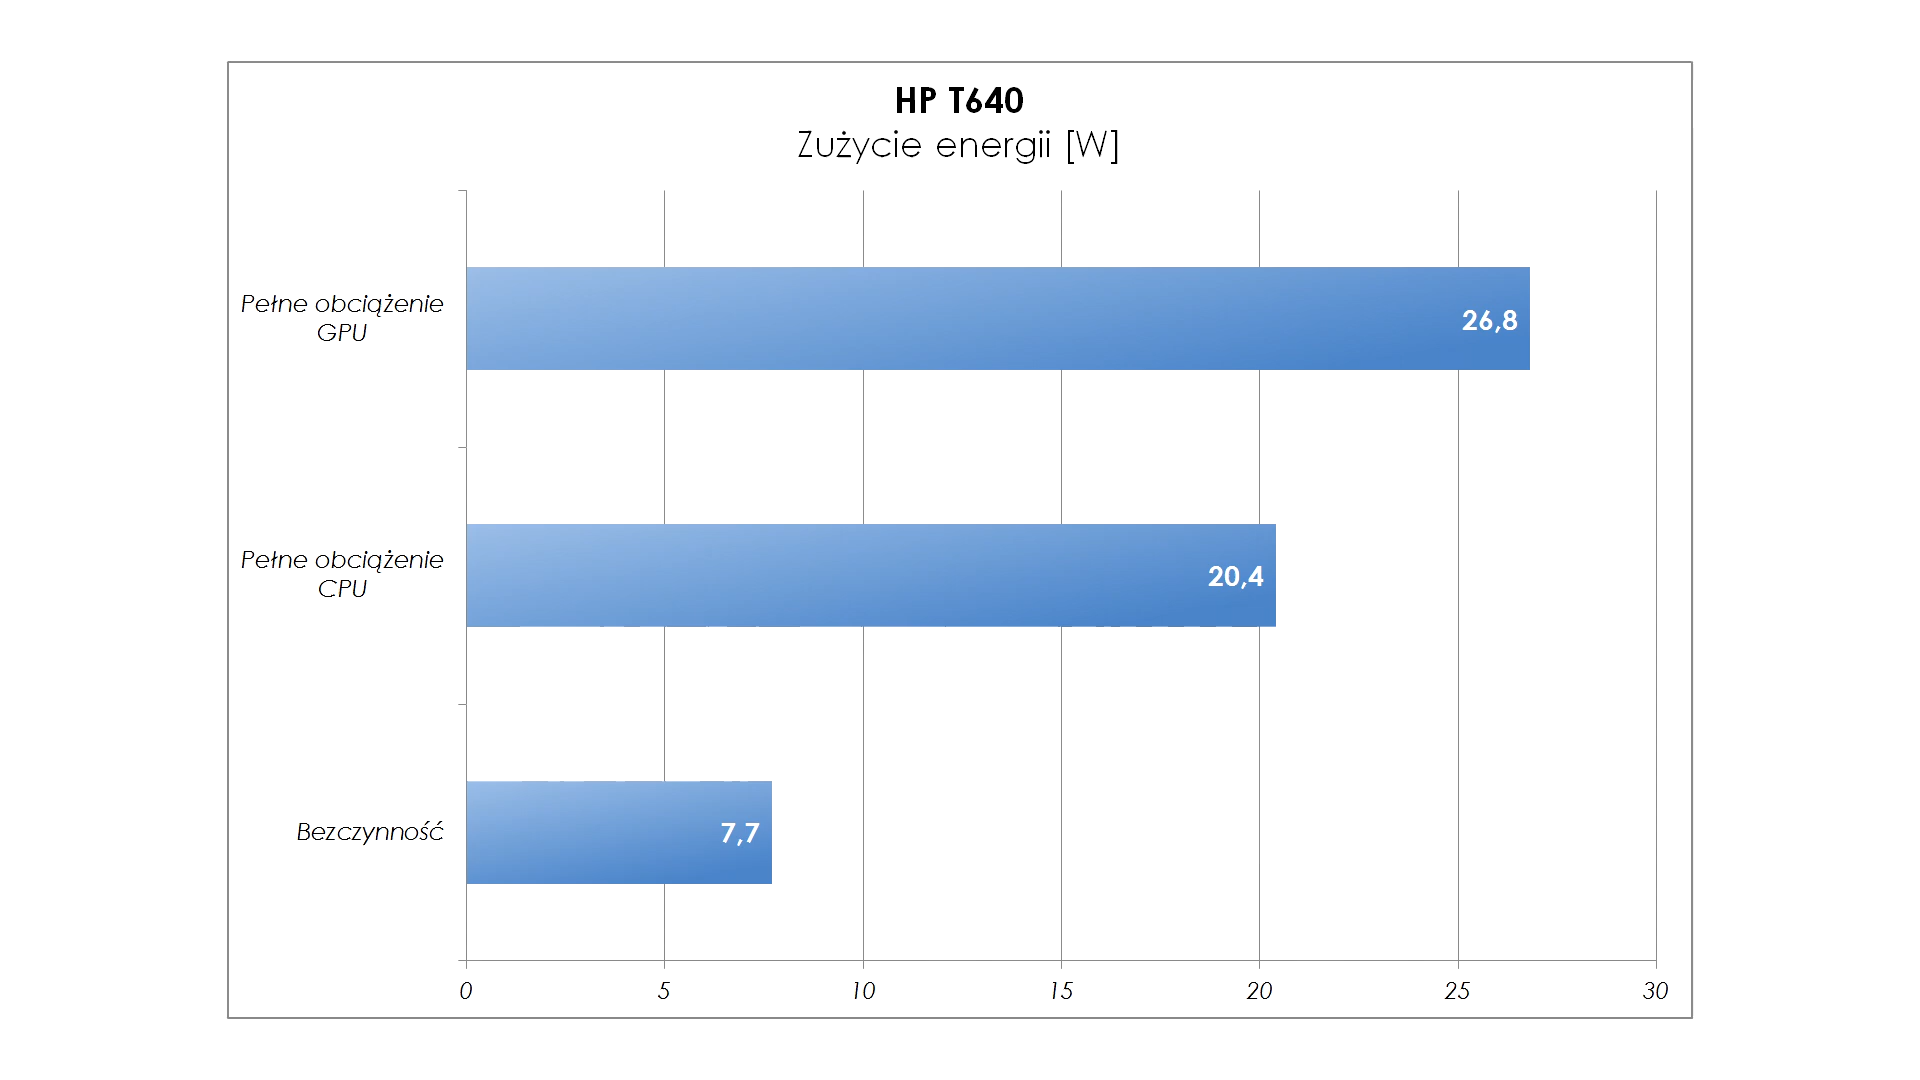 HP T640
Zużycie energii [W]
Pełne obciążenie
GPU
26,8
Pełne obciążenie
CPU
20,4
Bezczynność
7,7
0 5 10 15 20 25 30